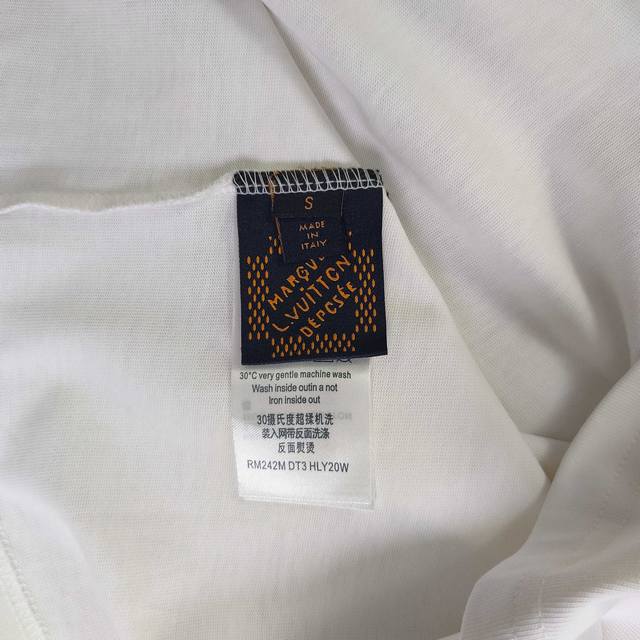 S
MADE
IN
ITALY
MARQU.
L.VUITTON
DÉPOSÉE
30°C very gentle machine wash
Wash inside outin a not
Iron inside out
30摄氏度超揉机洗
装入网带反面洗涤
反面熨烫
RM242M DT3 HLY20W